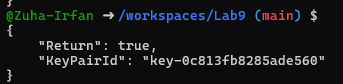 @Zuha-Irfan ➜ /workspaces/Lab9 (main) $
{
    "Return": true,
    "KeyPairId": "key-0c813fb8285ade560"
}